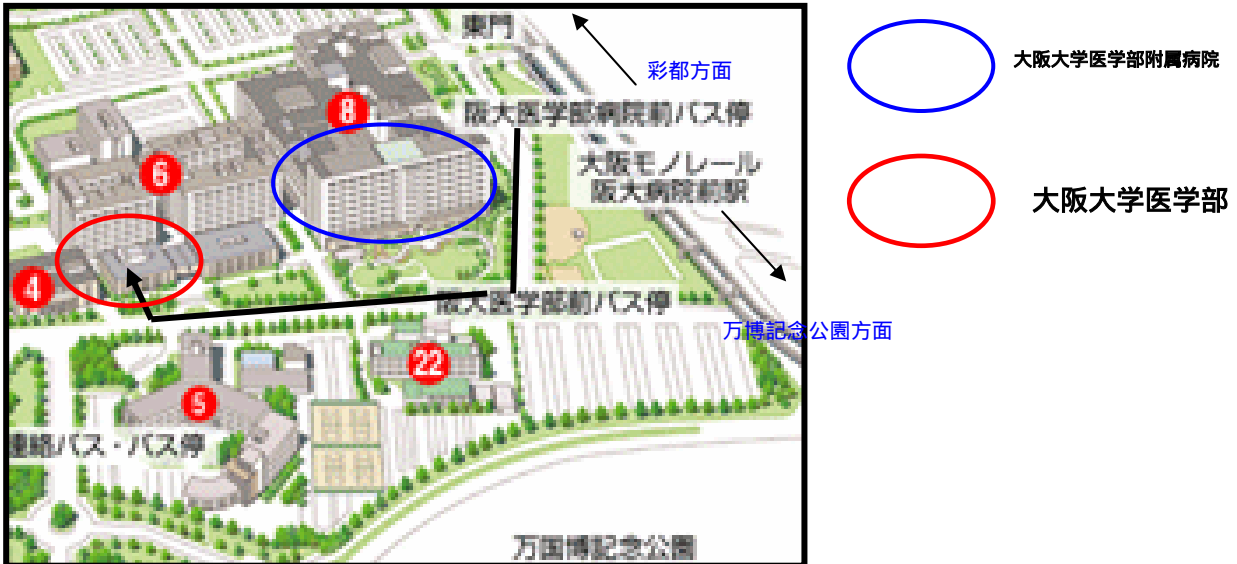 東門
彩都方面
8
阪大医学部病院前バス停
大阪モノレール
阪大病院前駅
6
4
阪大医学部前バス停
万博記念公園方面
22
5
連絡バス・バス停
万国博記念公園
大阪大学医学部附属病院
大阪大学医学部